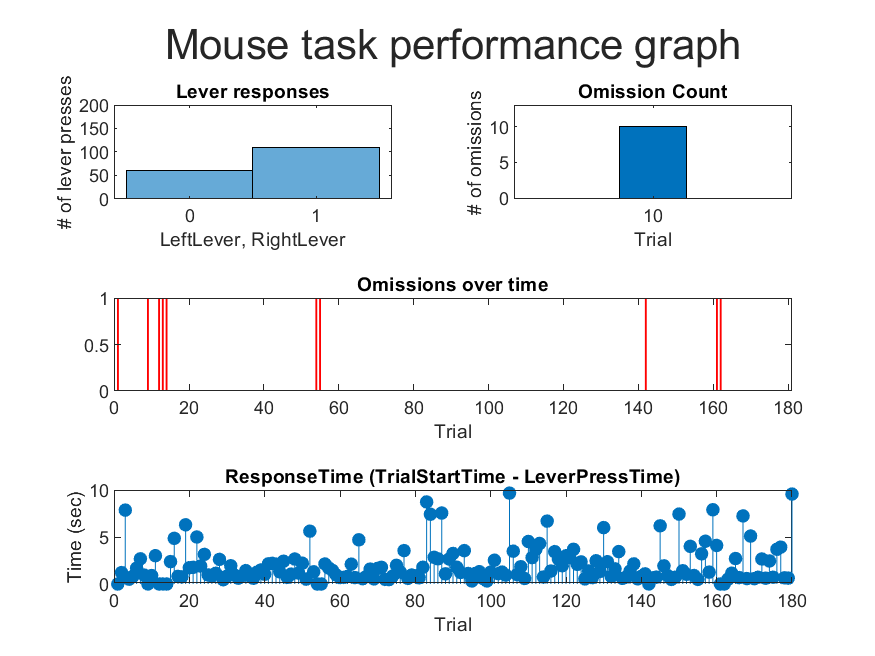 Mouse task performance graph
Lever responses
# of lever presses
200
150
100
50
0
0 1
LeftLever, RightLever
Omission Count
# of omissions
10
5
0
10
Trial
Omissions over time
1
0.5
0
0 20 40 60 80 100 120 140 160 180
Trial
ResponseTime (TrialStartTime - LeverPressTime)
Time (sec)
10
5
0
0 20 40 60 80 100 120 140 160 180
Trial